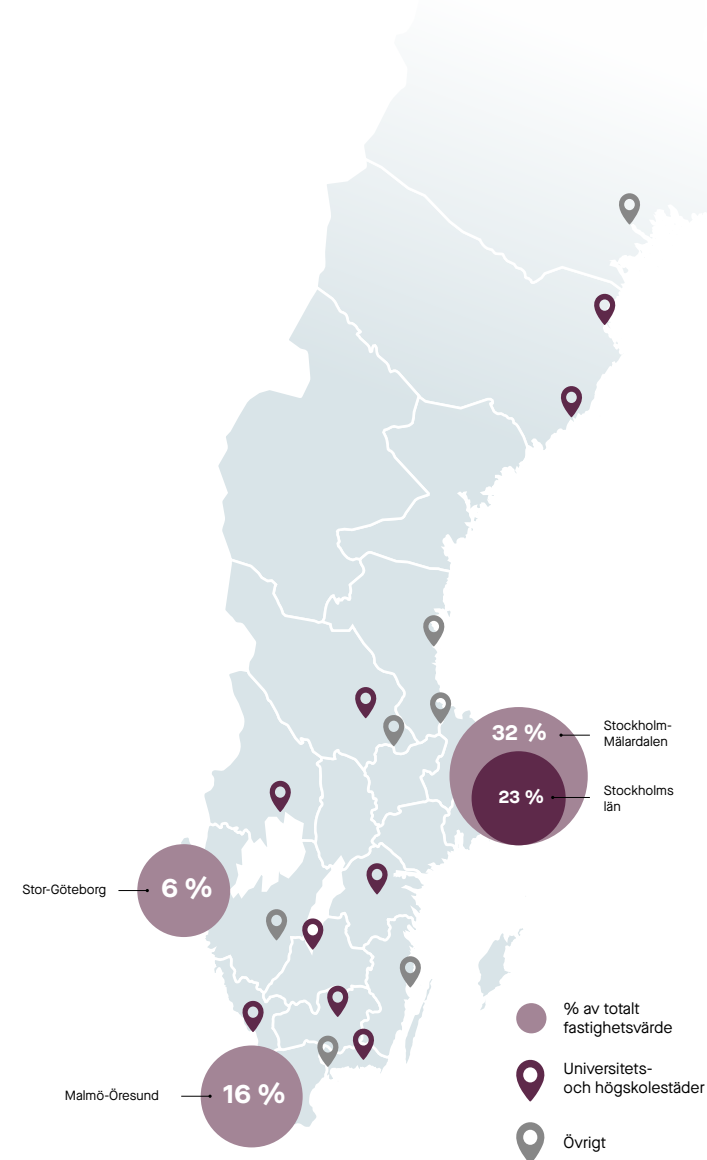 32 %
Stockholm-
Mälardalen
23 %
Stockholms
län
Stor-Göteborg
6 %
Malmö-Öresund
16 %
% av totalt
fastighetsvärde
Universitets-
och högskolestäder
Övrigt